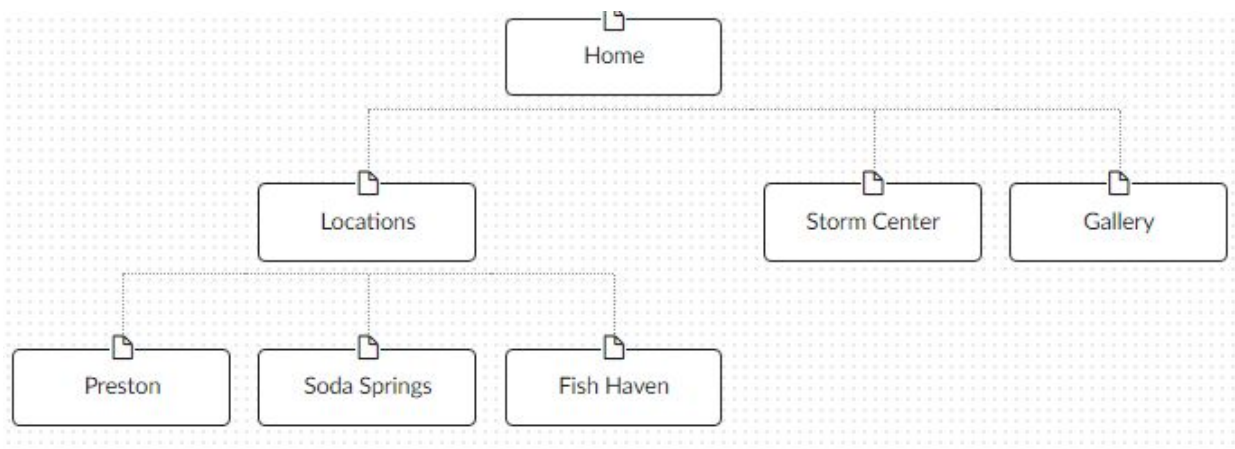 Home
Locations
Storm Center
Gallery
Preston
Soda Springs
Fish Haven